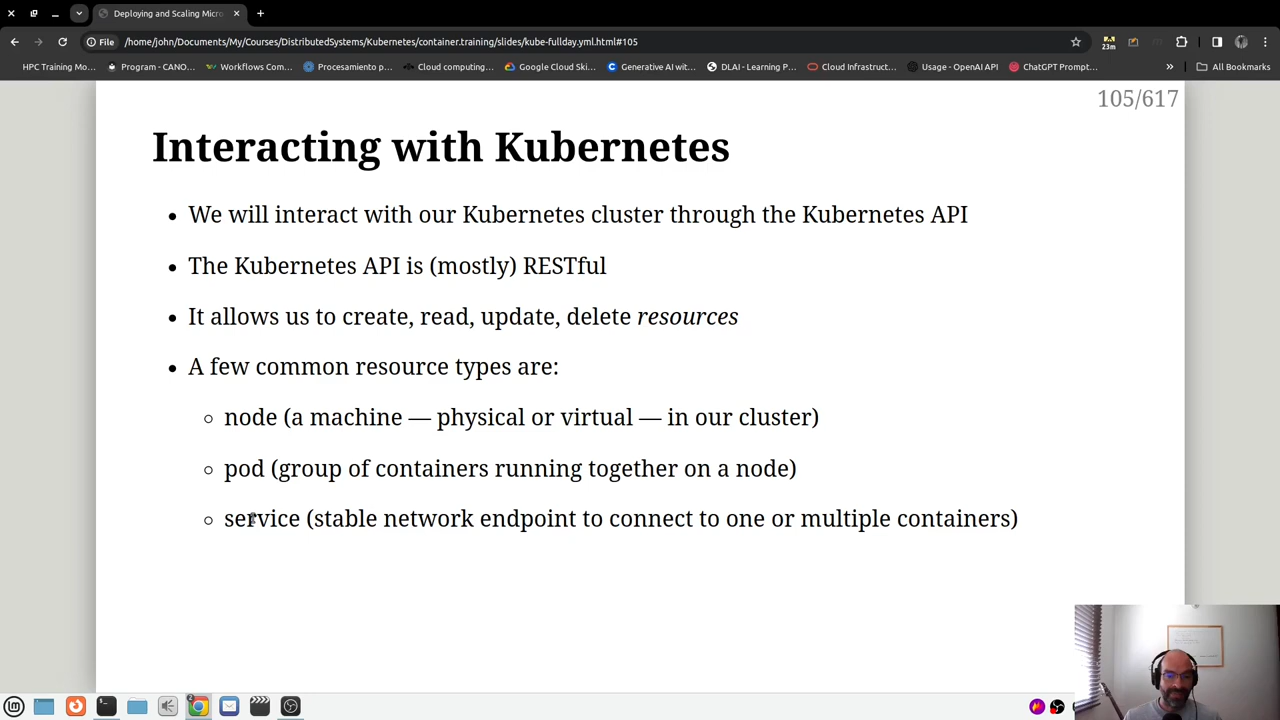 Deploying and Scaling Micro
File
/home/john/Documents/My/Courses/DistributedSystems/Kubernetes/container.training/slides/kube-fullday.yml.html#105
23m
HPC Training Mo...
Program - CANO...
Workflows Com...
Procesamiento p...
Cloud computing...
Google Cloud Ski...
Generative AI wit...
DLAI - Learning P...
Cloud Infrastruct...
Usage - OpenAI API
ChatGPT Prompt...
»
All Bookmarks
105/617
Interacting with Kubernetes
• We will interact with our Kubernetes cluster through the Kubernetes API
• The Kubernetes API is (mostly) RESTful
• It allows us to create, read, update, delete resources
• A few common resource types are:
◦ node (a machine — physical or virtual — in our cluster)
◦ pod (group of containers running together on a node)
◦ service (stable network endpoint to connect to one or multiple containers)
2